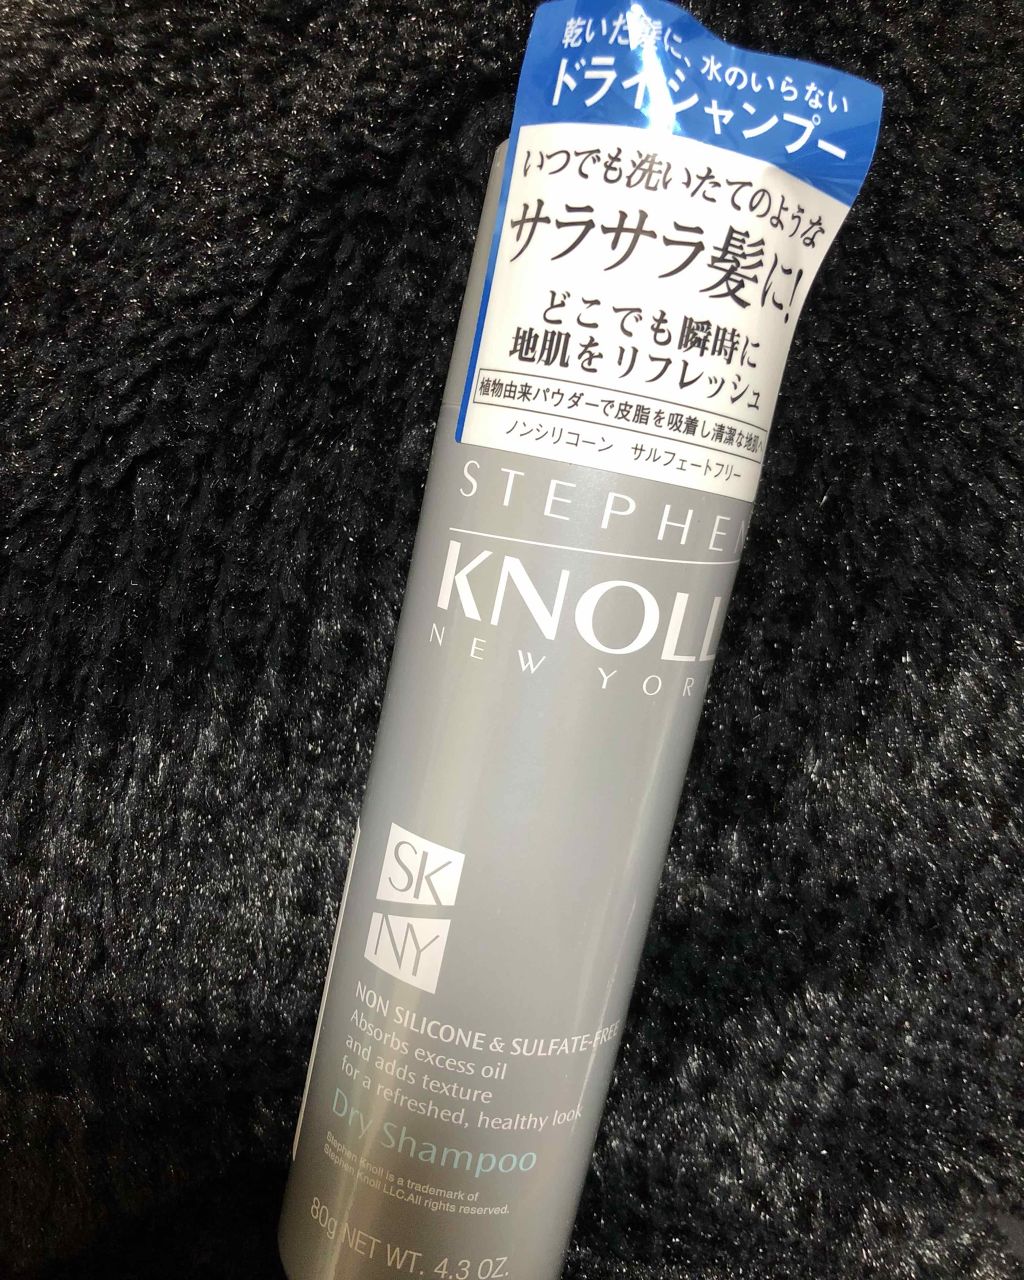 乾いた髪に、水のいらない
ドライシャンプー
いつでも洗いたてのような
サラサラ髪に!
どこでも瞬時に
地肌をリフレッシュ
植物由来パウダーで皮脂を吸着し清潔な地肌へ
ノンシリコーン サルフェートフリー
STEPHEN
KNOLL
NEW YOR
SK
NY
NON SILICONE & SULFATE-FREE
Absorbs excess oil
and adds texture
for a refreshed, healthy look
Dry Shampoo
Stephen Knoll is a trademark of
Stephen Knoll LLC.All rights reserved.
80g NET WT. 4.3 OZ.